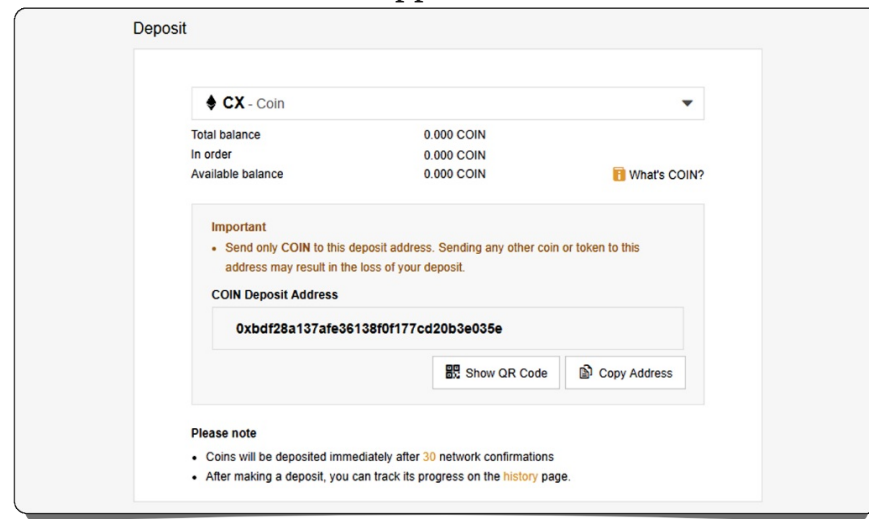 Deposit
CX - Coin
Total balance 0.000 COIN
In order 0.000 COIN
Available balance 0.000 COIN What's COIN?
Important
• Send only COIN to this deposit address. Sending any other coin or token to this
address may result in the loss of your deposit.
COIN Deposit Address
0xbdf28a137afe36138f0f177cd20b3e035e
Show QR Code Copy Address
Please note
• Coins will be deposited immediately after 30 network confirmations
• After making a deposit, you can track its progress on the history page.